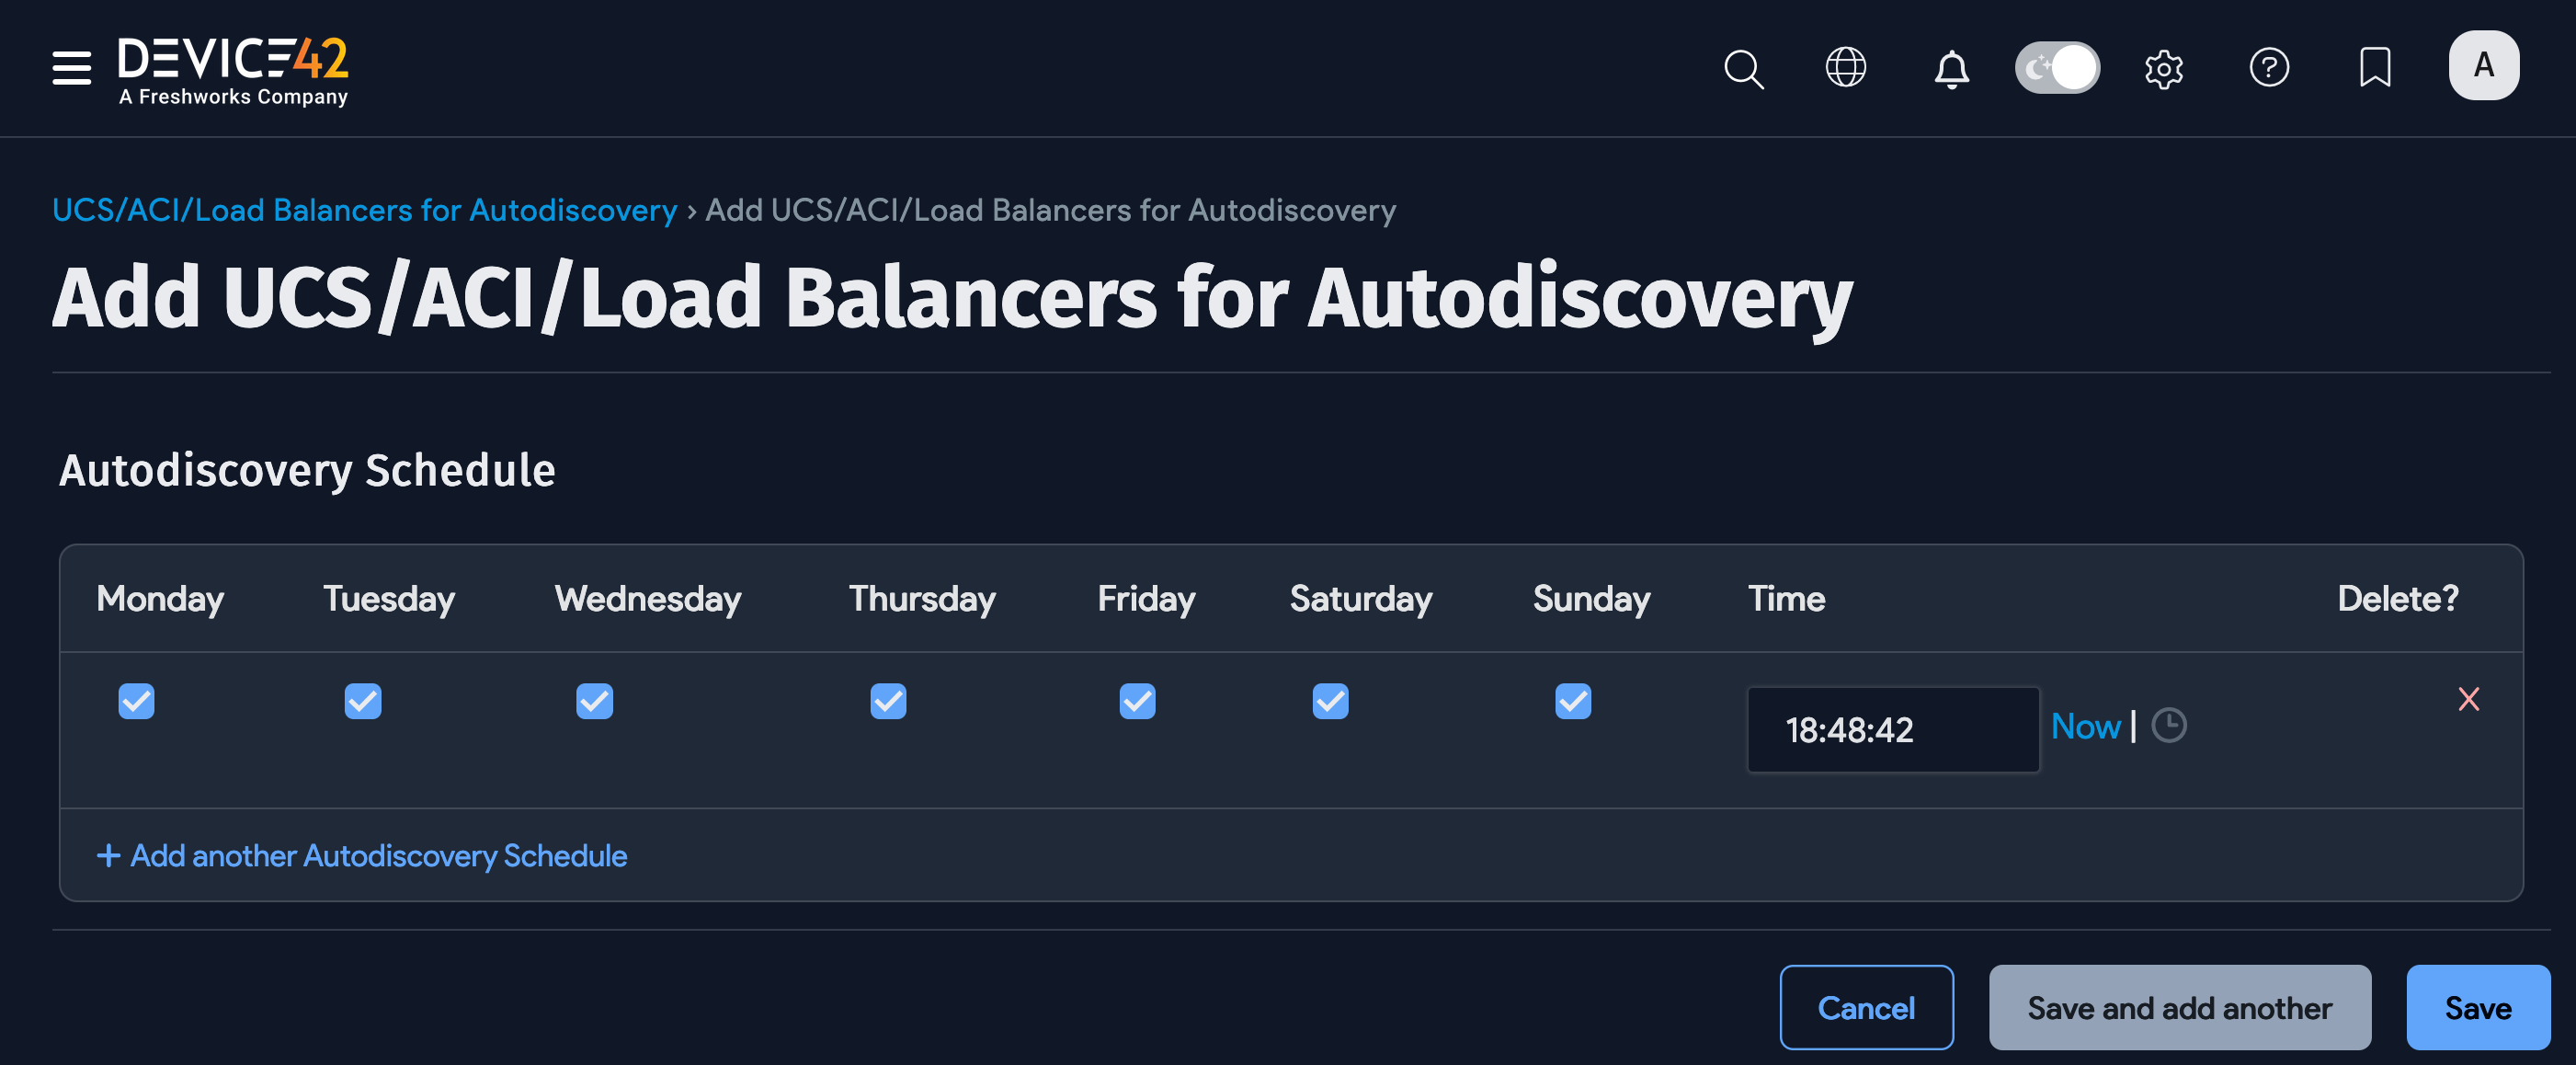 DEVICE42
A Freshworks Company
A
UCS/ACI/Load Balancers for Autodiscovery › Add UCS/ACI/Load Balancers for Autodiscovery
Add UCS/ACI/Load Balancers for Autodiscovery
Autodiscovery Schedule
Monday Tuesday Wednesday Thursday Friday Saturday Sunday Time Delete?
18:48:42 Now |
+ Add another Autodiscovery Schedule
Cancel Save and add another Save